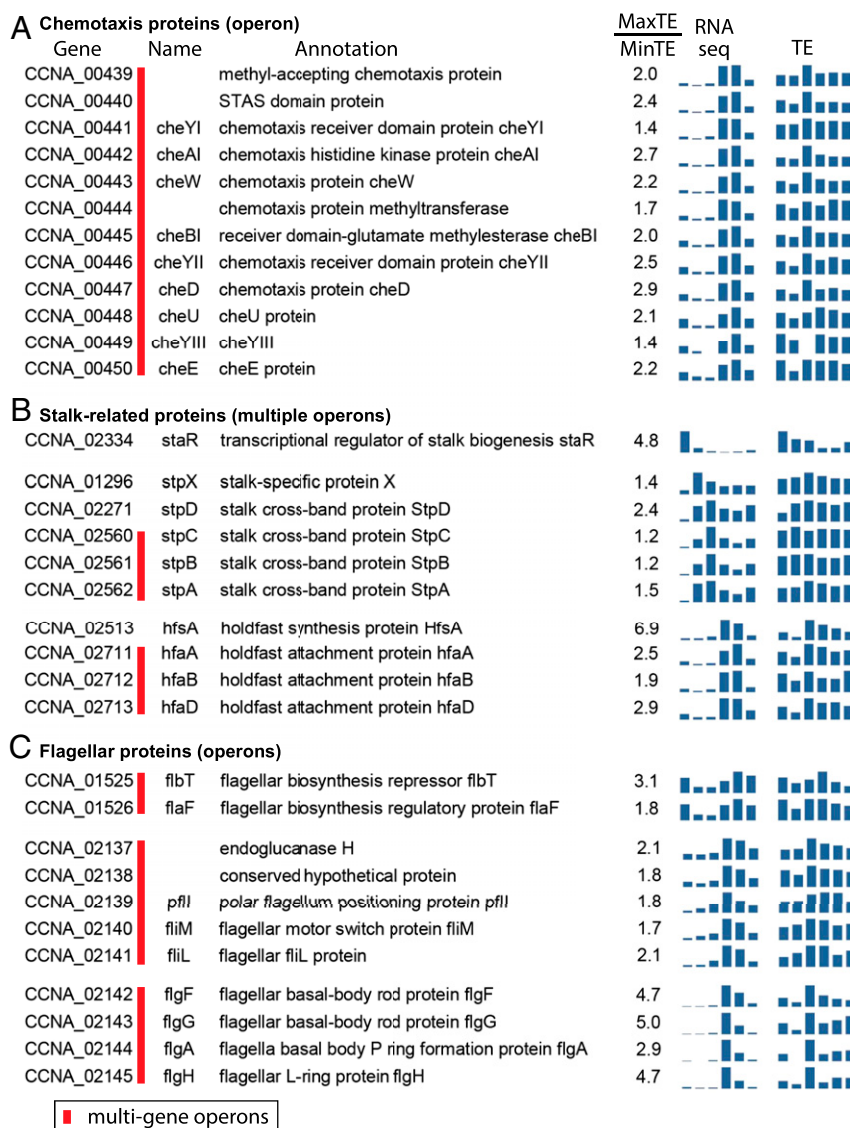 A Chemotaxis proteins (operon)
Gene Name Annotation MaxTE MinTE RNA seq TE
CCNA_00439 methyl-accepting chemotaxis protein 2.0
CCNA_00440 STAS domain protein 2.4
CCNA_00441 cheYI chemotaxis receiver domain protein cheYI 1.4
CCNA_00442 cheAI chemotaxis histidine kinase protein cheAI 2.7
CCNA_00443 cheW chemotaxis protein cheW 2.2
CCNA_00444 chemotaxis protein methyltransferase 1.7
CCNA_00445 cheBI receiver domain-glutamate methylesterase cheBI 2.0
CCNA_00446 cheYII chemotaxis receiver domain protein cheYII 2.5
CCNA_00447 cheD chemotaxis protein cheD 2.9
CCNA_00448 cheU cheU protein 2.1
CCNA_00449 cheYIII cheYIII 1.4
CCNA_00450 cheE cheE protein 2.2
B Stalk-related proteins (multiple operons)
CCNA_02334 staR transcriptional regulator of stalk biogenesis staR 4.8
CCNA_01296 stpX stalk-specific protein X 1.4
CCNA_02271 stpD stalk cross-band protein StpD 2.4
CCNA_02560 stpC stalk cross-band protein StpC 1.2
CCNA_02561 stpB stalk cross-band protein StpB 1.2
CCNA_02562 stpA stalk cross-band protein StpA 1.5
CCNA_02513 hfsA holdfast synthesis protein HfsA 6.9
CCNA_02711 hfaA holdfast attachment protein hfaA 2.5
CCNA_02712 hfaB holdfast attachment protein hfaB 1.9
CCNA_02713 hfaD holdfast attachment protein hfaD 2.9
C Flagellar proteins (operons)
CCNA_01525 flbT flagellar biosynthesis repressor flbT 3.1
CCNA_01526 flaF flagellar biosynthesis regulatory protein flaF 1.8
CCNA_02137 endoglucanase H 2.1
CCNA_02138 conserved hypothetical protein 1.8
CCNA_02139 pflI polar flagellum positioning protein pflI 1.8
CCNA_02140 fliM flagellar motor switch protein fliM 1.7
CCNA_02141 fliL flagellar fliL protein 2.1
CCNA_02142 flgF flagellar basal-body rod protein flgF 4.7
CCNA_02143 flgG flagellar basal-body rod protein flgG 5.0
CCNA_02144 flgA flagella basal body P ring formation protein flgA 2.9
CCNA_02145 flgH flagellar L-ring protein flgH 4.7
multi-gene operons